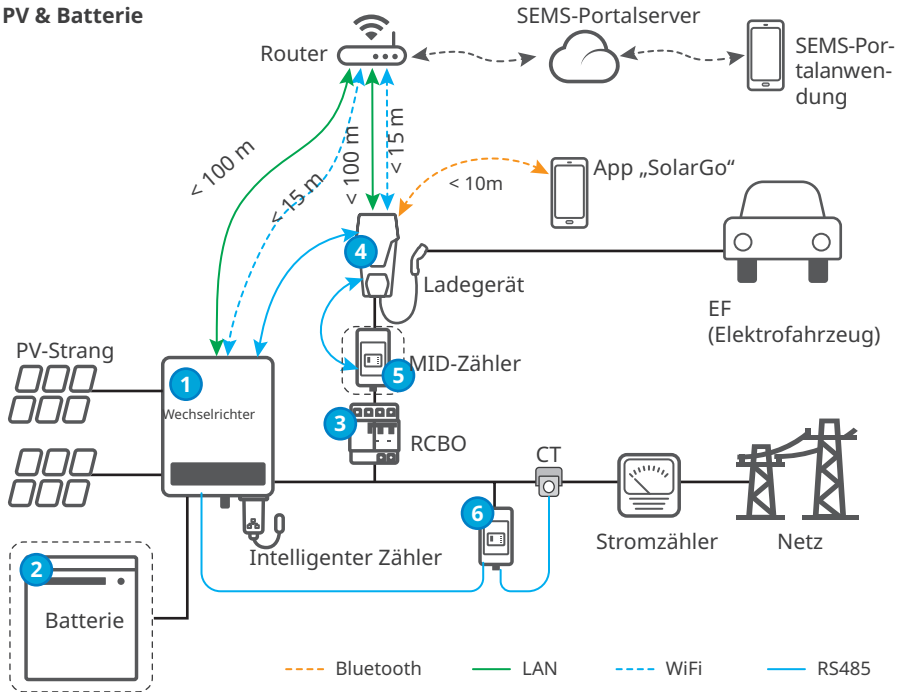 PV & Batterie
SEMS-Portalserver
Router
SEMS-Por-
talanwen-
dung
< 100 m
< 15 m
< 100 m
< 15 m
< 10m
App „SolarGo“
4
Ladegerät
EF
(Elektrofahrzeug)
PV-Strang
MID-Zähler
1
5
Wechselrichter
3
RCBO
CT
6
Intelligenter Zähler
Stromzähler
Netz
2
Batterie
Bluetooth
LAN
WiFi
RS485